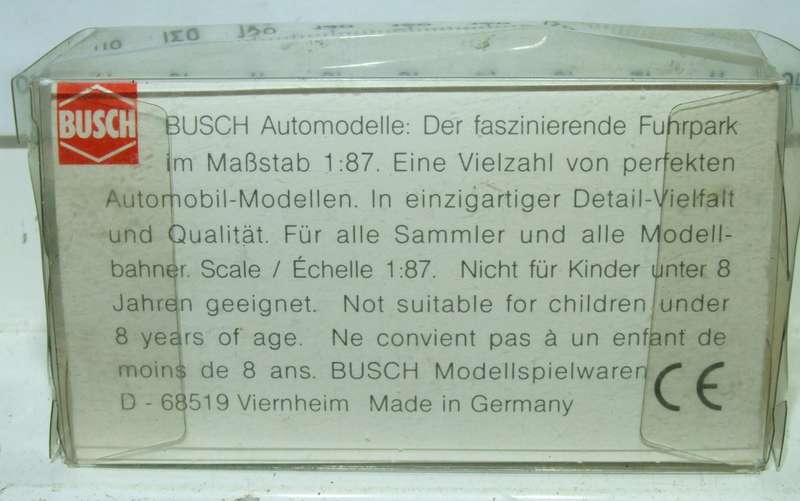 BUSCH
BUSCH Automodelle: Der faszinierende Fuhrpark
im Maßstab 1:87. Eine Vielzahl von perfekten
Automobil-Modellen. In einzigartiger Detail-Vielfalt
und Qualität. Für alle Sammler und alle Modell-
bahner. Scale / Échelle 1:87. Nicht für Kinder unter 8
Jahren geeignet. Not suitable for children under
8 years of age. Ne convient pas à un enfant de
moins de 8 ans. BUSCH Modellspielwaren
D - 68519 Viernheim Made in Germany
CE